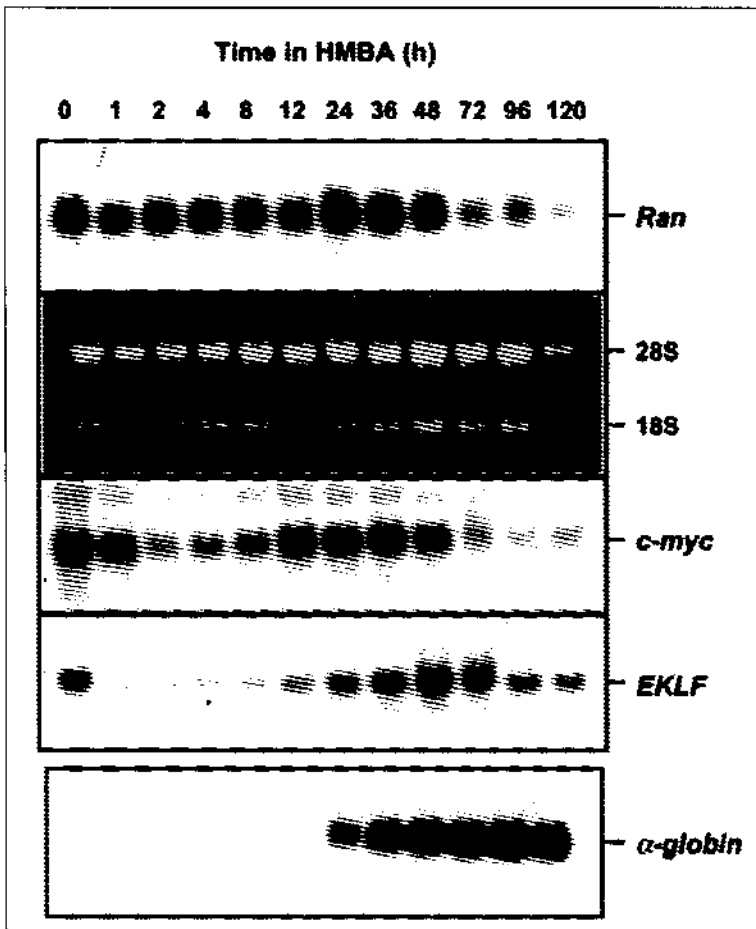 Time in HMBA (h)
0 1 2 4 8 12 24 36 48 72 96 120
Ran
28S
18S
c-myc
EKLF
α-globin